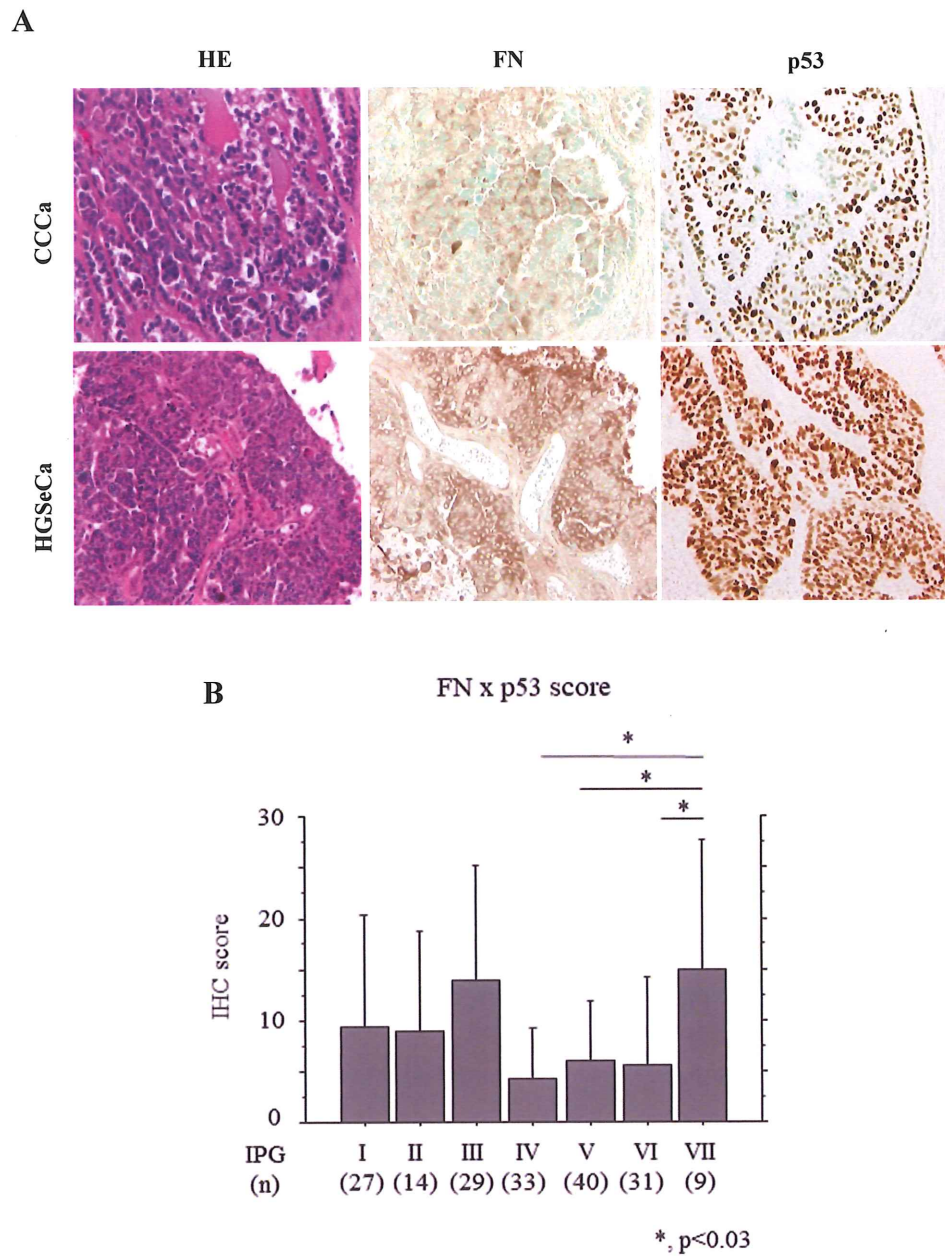 A
HE FN p53
CCCa
HGSeCa
B
FN x p53 score
*
*
*
30
20
10
0
IHC score
IPG I II III IV V VI VII
(n) (27) (14) (29) (33) (40) (31) (9)
*, p<0.03